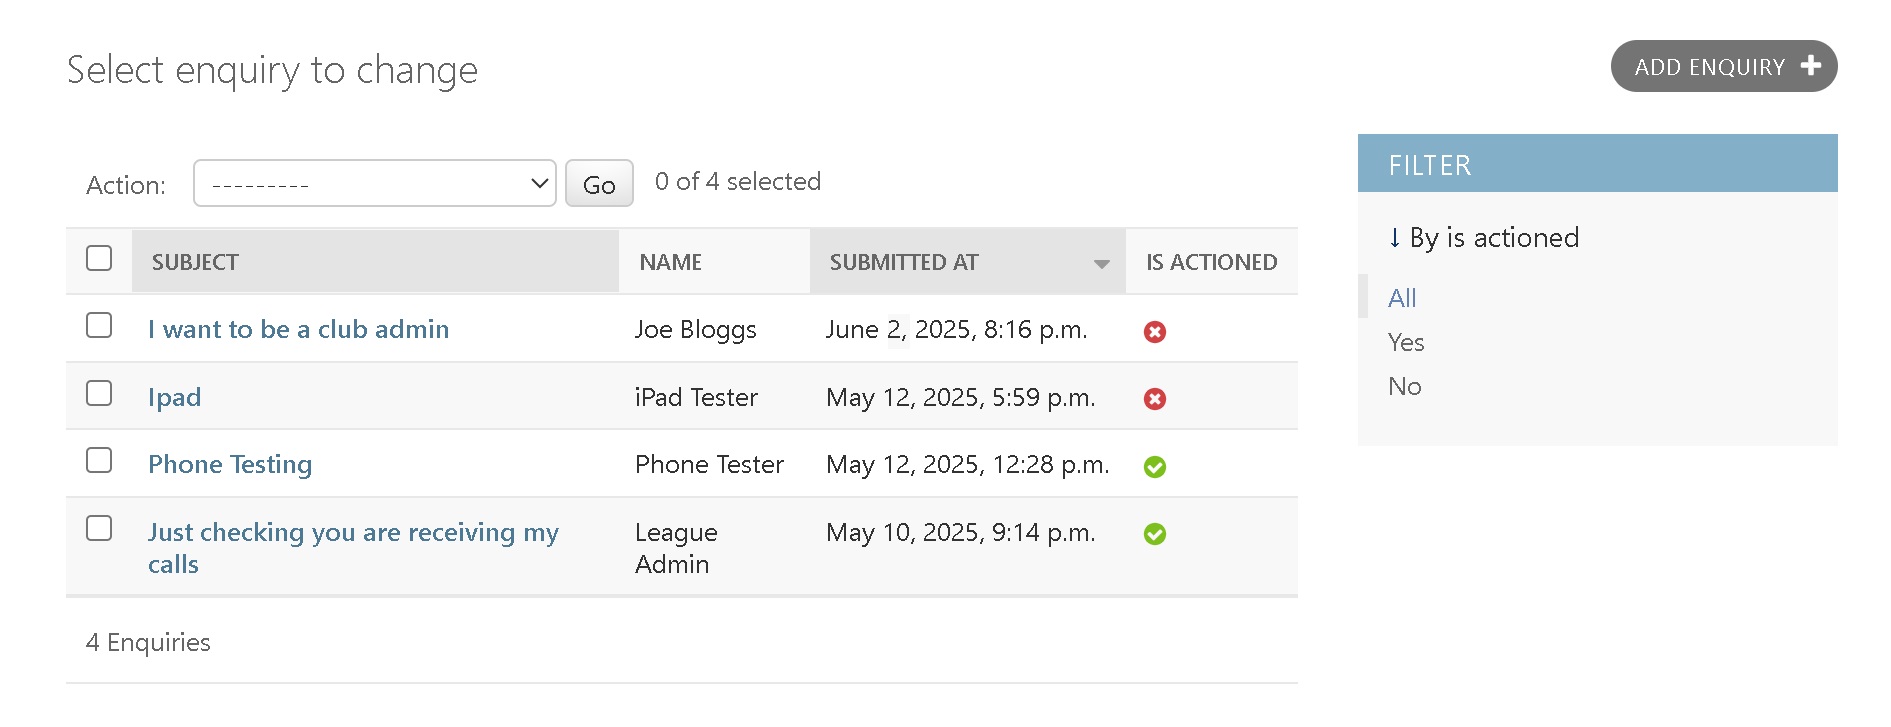 Select enquiry to change
ADD ENQUIRY
Action: --------- Go 0 of 4 selected
FILTER
By is actioned
All
Yes
No
SUBJECT NAME SUBMITTED AT IS ACTIONED
I want to be a club admin Joe Bloggs June 2, 2025, 8:16 p.m.
Ipad iPad Tester May 12, 2025, 5:59 p.m.
Phone Testing Phone Tester May 12, 2025, 12:28 p.m.
Just checking you are receiving my League May 10, 2025, 9:14 p.m.
calls Admin
4 Enquiries